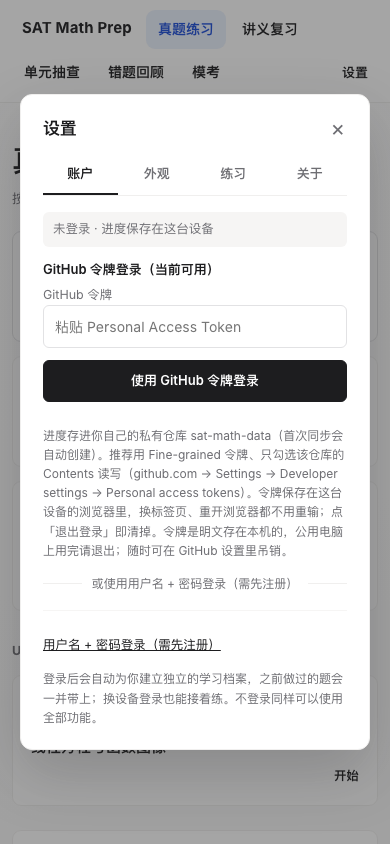 SAT Math Prep
真题练习
讲义复习
单元抽查
错题回顾
模考
设置
设置
×
账户
外观
练习
关于
未登录 · 进度保存在这台设备
GitHub 令牌登录（当前可用）
GitHub 令牌
粘贴 Personal Access Token
使用 GitHub 令牌登录
进度存进你自己的私有仓库 sat-math-data（首次同步会
自动创建）。推荐用 Fine-grained 令牌、只勾选该仓库的
Contents 读写（github.com → Settings → Developer
settings → Personal access tokens）。令牌保存在这台
设备的浏览器里，换标签页、重开浏览器都不用重输；点
「退出登录」即清掉。令牌是明文存在本机的，公用电脑
上用完请退出；随时可在 GitHub 设置里吊销。
或使用用户名 + 密码登录（需先注册）
用户名 + 密码登录（需先注册）
登录后会自动为你建立独立的学习档案，之前做过的题会
一并带上；换设备登录也能接着练。不登录同样可以使用
全部功能。
开始